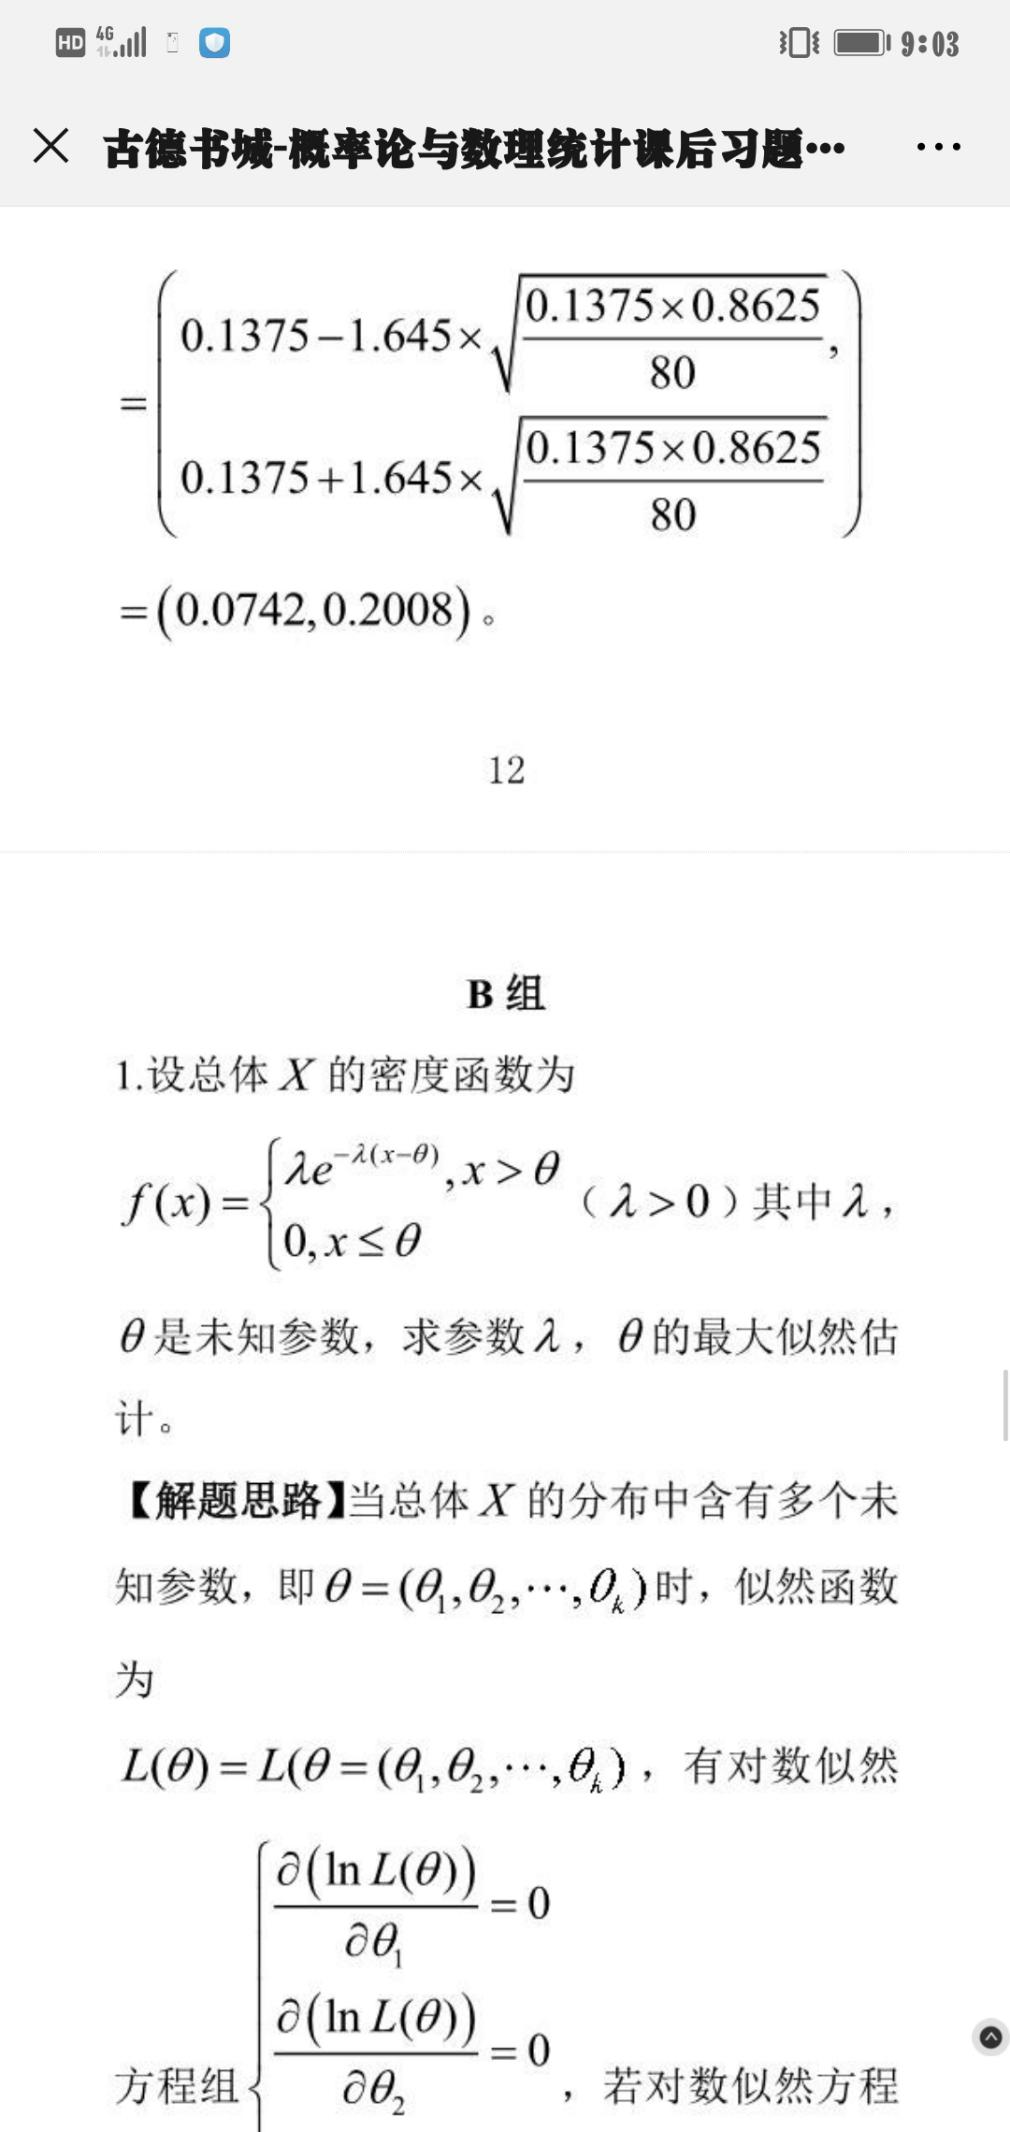 HD 4G 9:03
古德书城-概率论与数理统计课后习题···
= ( 0.1375−1.645×√(0.1375×0.8625 / 80),
0.1375+1.645×√(0.1375×0.8625 / 80) )
=(0.0742,0.2008)。
12
B 组
1.设总体 X 的密度函数为
f(x)= { λe^{−λ(x−θ)}, x>θ
0, x≤θ （λ>0）其中 λ，
θ 是未知参数，求参数 λ， θ 的最大似然估
计。
【解题思路】当总体 X 的分布中含有多个未
知参数，即 θ=(θ₁,θ₂,⋯,θₖ)时，似然函数
为
L(θ)=L(θ=(θ₁,θ₂,⋯,θₖ)，有对数似然
∂(ln L(θ))/∂θ₁ =0
∂(ln L(θ))/∂θ₂ =0
方程组{ ，若对数似然方程